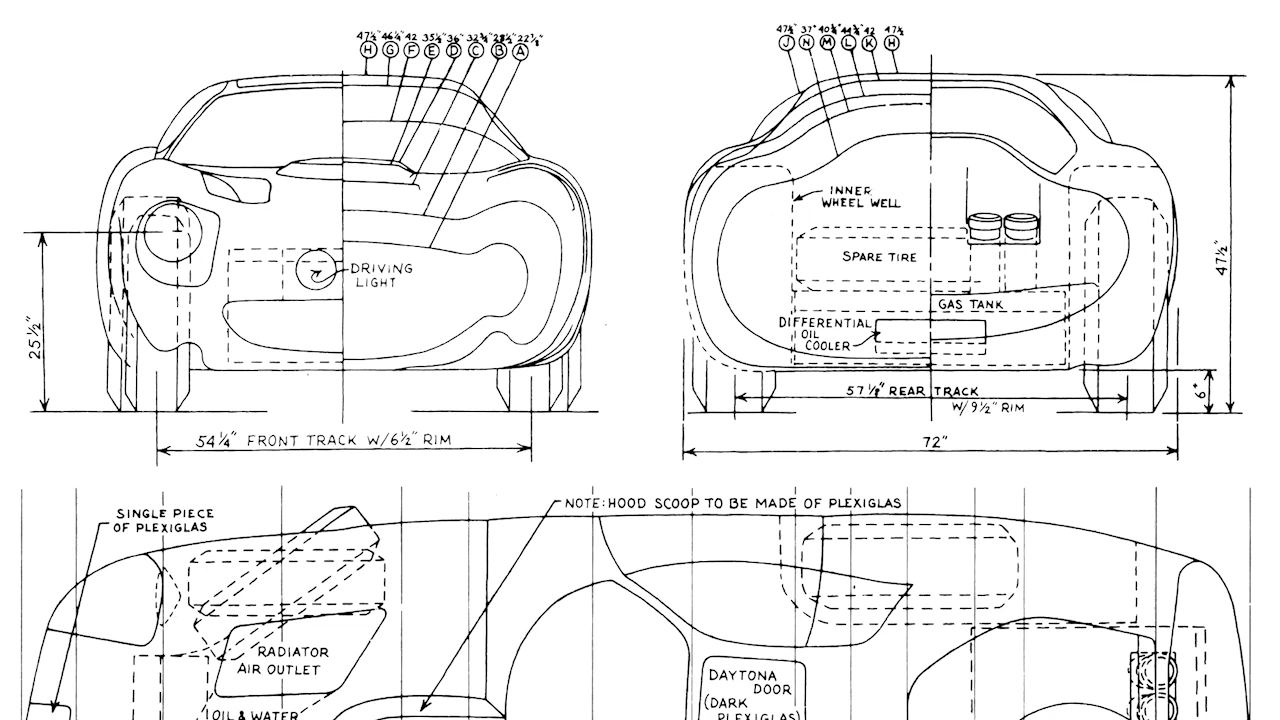 47½" 46¼" 42 35½" 36" 32¾" 28½" 22⅞"
H G F E D C B A
47½" 37" 40¾" 44¾" 42 47½
J N M L K H
INNER
WHEEL WELL
SPARE TIRE
DRIVING
LIGHT
GAS TANK
DIFFERENTIAL
OIL
COOLER
25½"
47½"
6"
57⅛" REAR TRACK
W/9½" RIM
54¼" FRONT TRACK W/6½" RIM
72"
SINGLE PIECE
OF PLEXIGLAS
NOTE: HOOD SCOOP TO BE MADE OF PLEXIGLAS
RADIATOR
AIR OUTLET
OIL & WATER
DAYTONA
DOOR
(DARK
PLEXIGLAS)